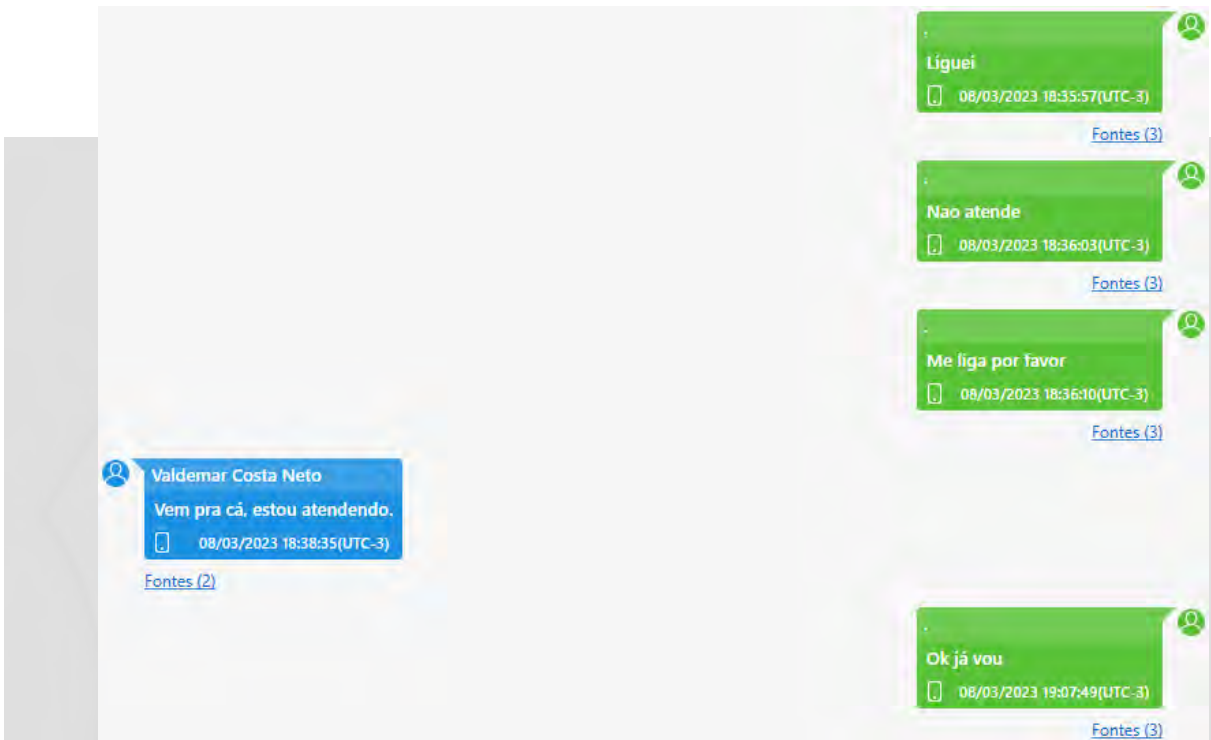 .
Liguei
08/03/2023 18:35:57(UTC-3)
Fontes (3)
.
Nao atende
08/03/2023 18:36:03(UTC-3)
Fontes (3)
.
Me liga por favor
08/03/2023 18:36:10(UTC-3)
Fontes (3)
Valdemar Costa Neto
Vem pra cá, estou atendendo.
08/03/2023 18:38:35(UTC-3)
Fontes (2)
.
Ok já vou
08/03/2023 19:07:49(UTC-3)
Fontes (3)